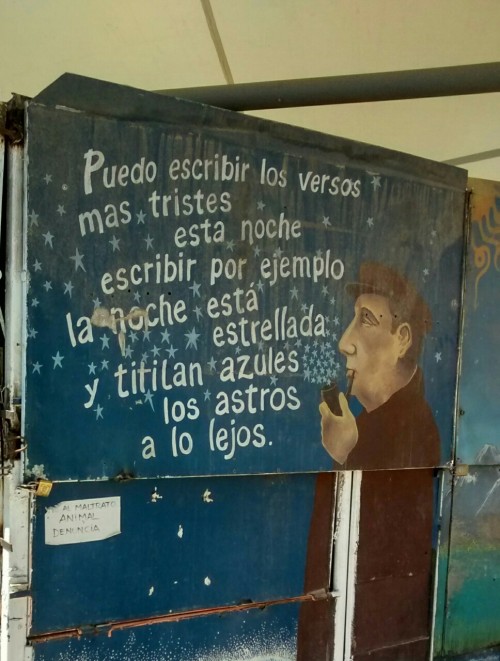 Puedo escribir los versos
mas tristes
esta noche
escribir por ejemplo
la noche está
estrellada
y titilan azules
los astros
a lo lejos.
AL MALTRATO
ANIMAL
DENUNCIA